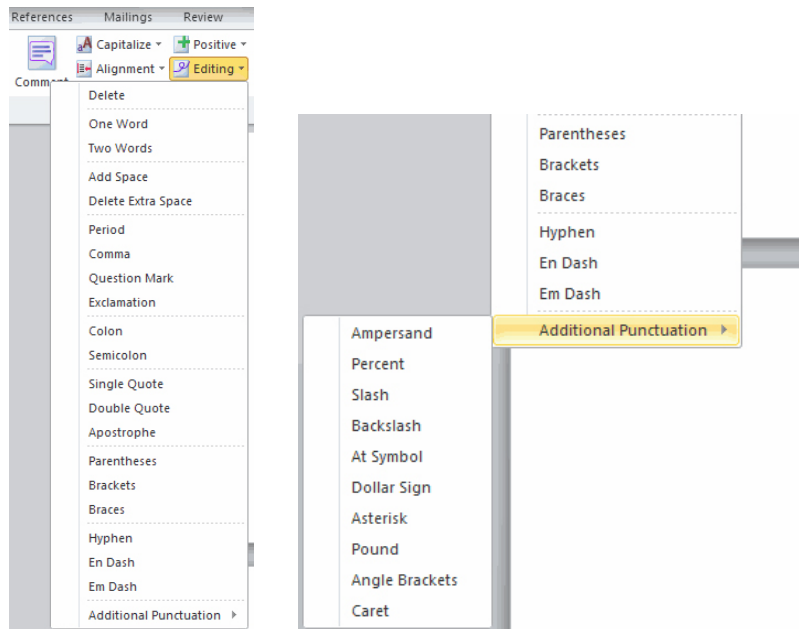 References Mailings Review
Capitalize Positive
Alignment Editing
Comment
Delete
One Word
Two Words
Add Space
Delete Extra Space
Period
Comma
Question Mark
Exclamation
Colon
Semicolon
Single Quote
Double Quote
Apostrophe
Parentheses
Brackets
Braces
Hyphen
En Dash
Em Dash
Additional Punctuation
Parentheses
Brackets
Braces
Hyphen
En Dash
Em Dash
Additional Punctuation
Ampersand
Percent
Slash
Backslash
At Symbol
Dollar Sign
Asterisk
Pound
Angle Brackets
Caret